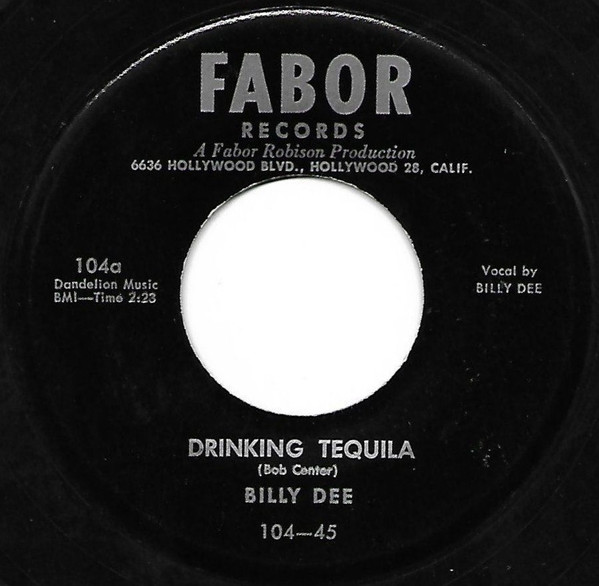 FABOR
RECORDS
A Fabor Robison Production
6636 HOLLYWOOD BLVD., HOLLYWOOD 28, CALIF.
104a
Dandelion Music
BMI—Time 2:23
Vocal by
BILLY DEE
DRINKING TEQUILA
(Bob Center)
BILLY DEE
104—45